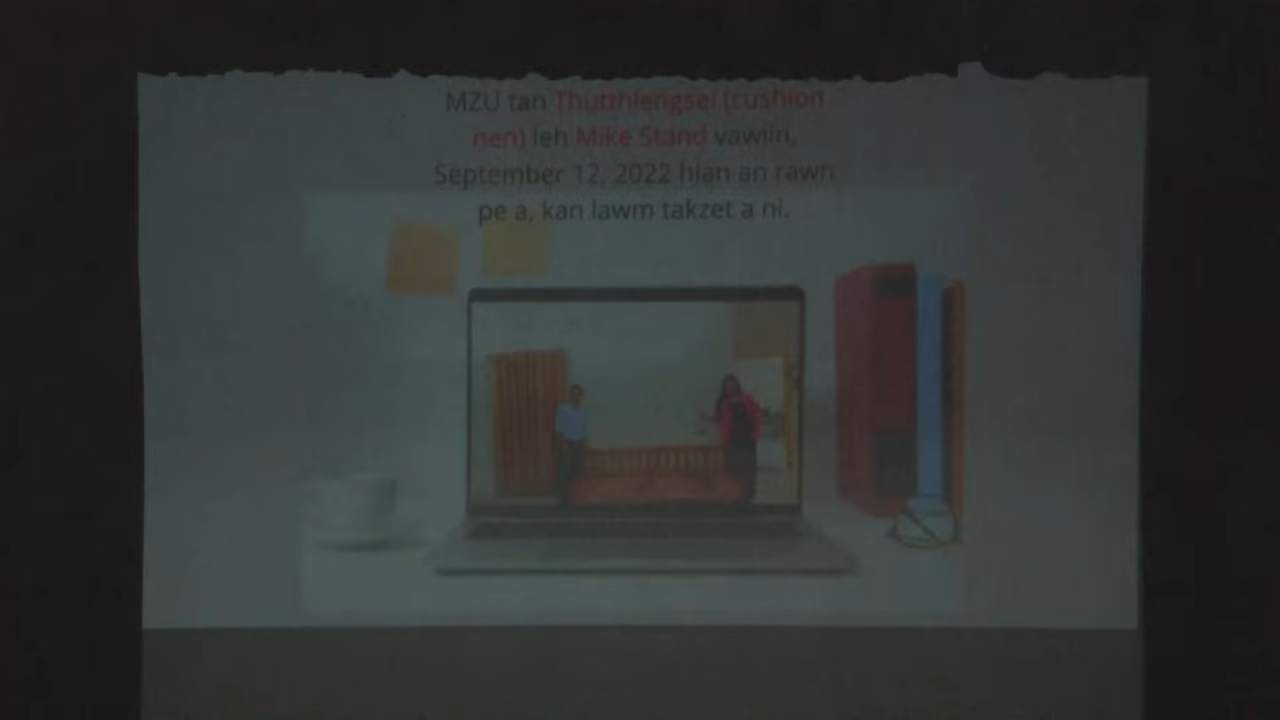 MZU tan Thutthlengsei (cushion
nen) leh Mike Stand vawiin,
September 12, 2022 hian an rawn
pe a, kan lawm takzet a ni.